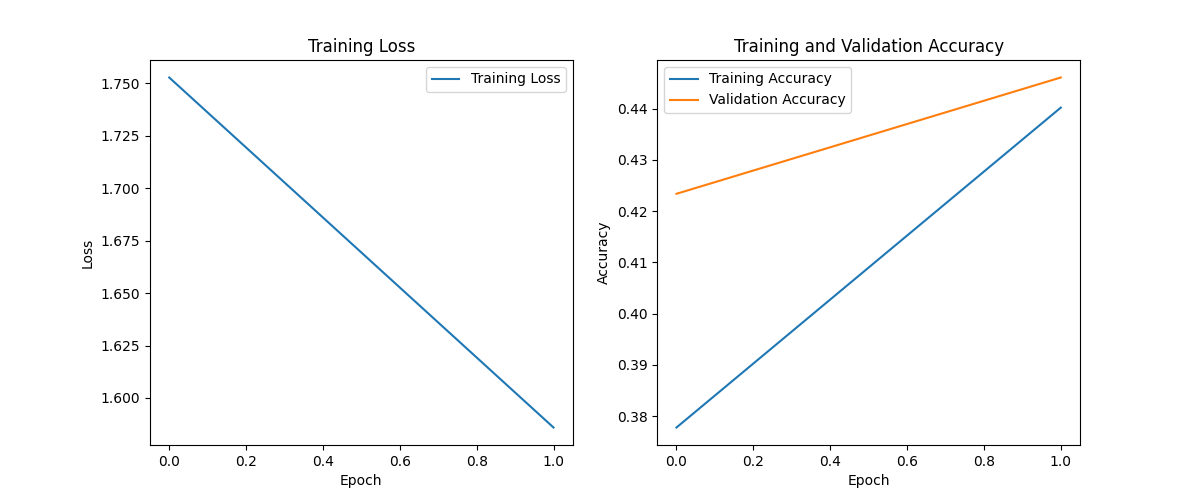 Training Loss
Training Loss
1.750
1.725
1.700
1.675
1.650
1.625
1.600
Loss
0.0 0.2 0.4 0.6 0.8 1.0
Epoch
Training and Validation Accuracy
Training Accuracy
Validation Accuracy
0.44
0.43
0.42
0.41
0.40
0.39
0.38
Accuracy
0.0 0.2 0.4 0.6 0.8 1.0
Epoch